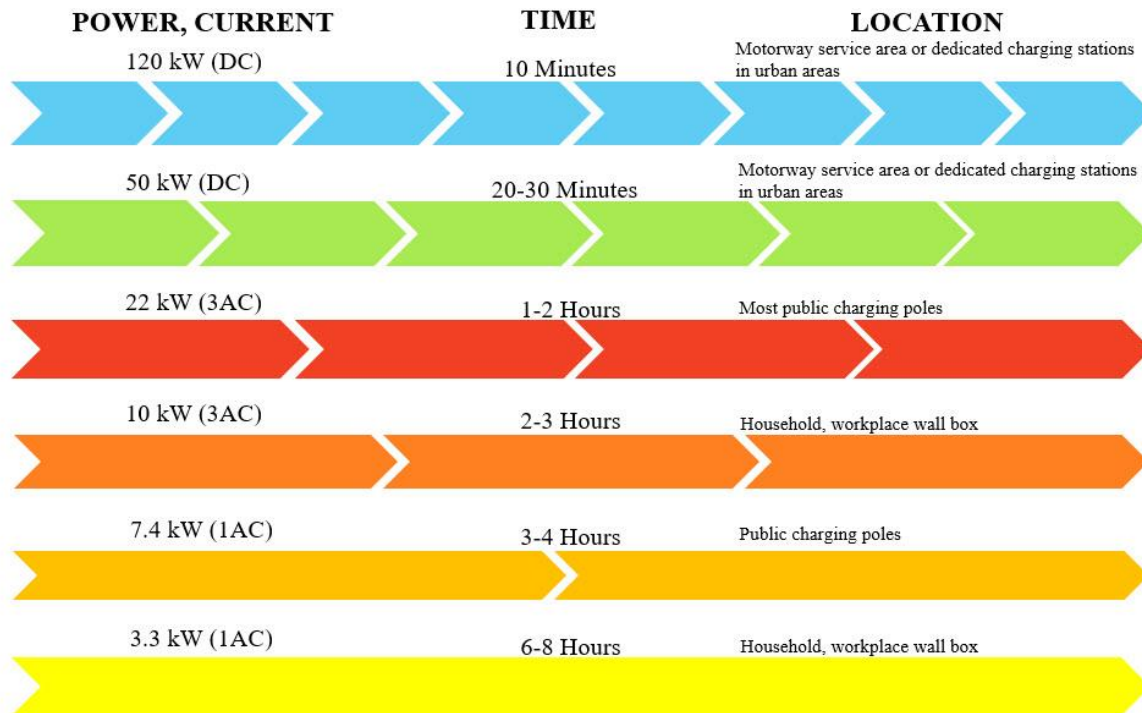 POWER, CURRENT TIME LOCATION
120 kW (DC) 10 Minutes Motorway service area or dedicated charging stations
in urban areas
50 kW (DC) 20-30 Minutes Motorway service area or dedicated charging stations
in urban areas
22 kW (3AC) 1-2 Hours Most public charging poles
10 kW (3AC) 2-3 Hours Household, workplace wall box
7.4 kW (1AC) 3-4 Hours Public charging poles
3.3 kW (1AC) 6-8 Hours Household, workplace wall box